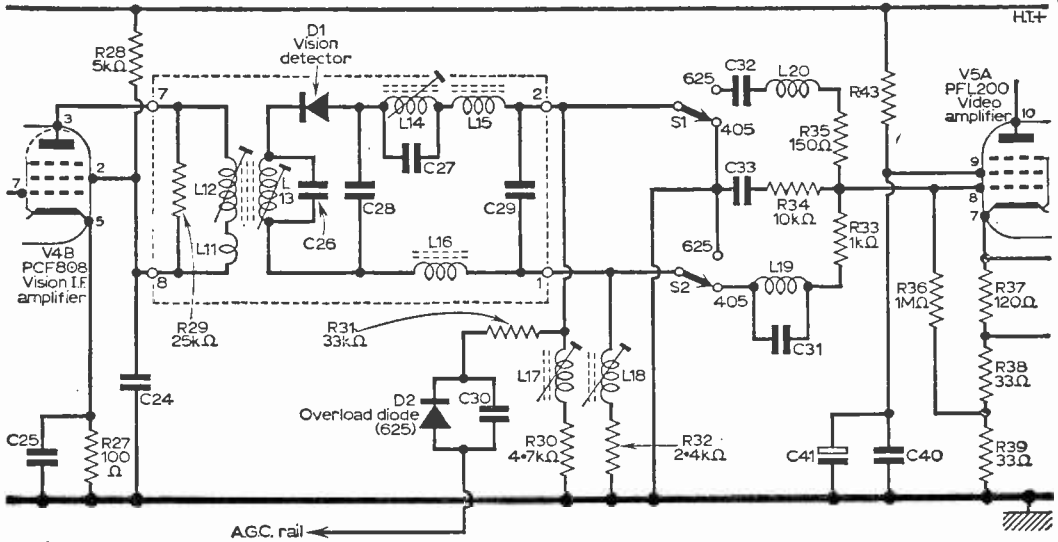 H.T.+
R28
5kΩ
D1
Vision
detector
7
2
3
2
7
5
V4B
PCF808
Vision I.F.
amplifier
L12
L11
L
13
C26
C28
L14
L15
C27
C29
L16
8
1
R29
25kΩ
R31
33kΩ
C24
C25
R27
100
Ω
D2
Overload diode
(625)
C30
L17
L18
R30
4·7kΩ
R32
2·4kΩ
A.G.C. rail
625
C32
L20
S1
405
R35
150Ω
C33
R34
10kΩ
R33
1kΩ
625
S2
405
L19
C31
R43
V5A
PFL200
Video
amplifier
10
9
8
7
R36
1MΩ
R37
120Ω
R38
33Ω
R39
33Ω
C41
C40